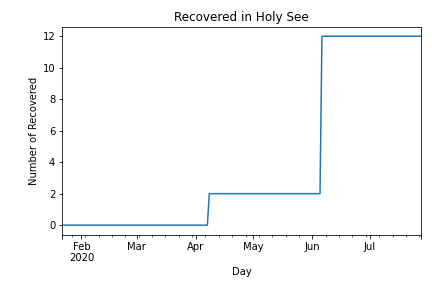 Recovered in Holy See
Number of Recovered
12
10
8
6
4
2
0
Feb
2020
Mar
Apr
May
Jun
Jul
Day